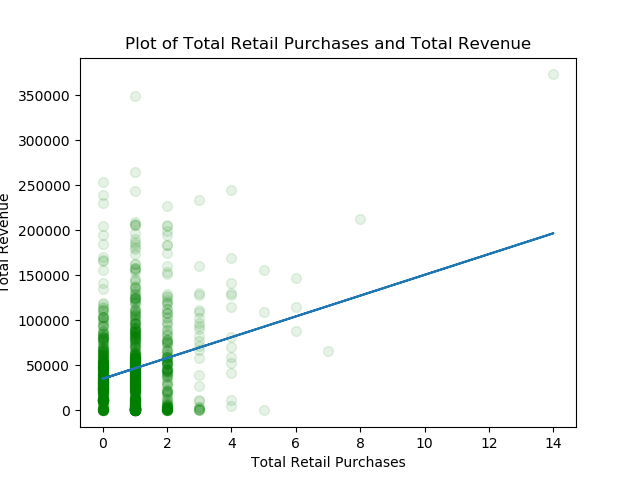 Plot of Total Retail Purchases and Total Revenue
350000
300000
250000
200000
150000
100000
50000
0
Total Revenue
0 2 4 6 8 10 12 14
Total Retail Purchases